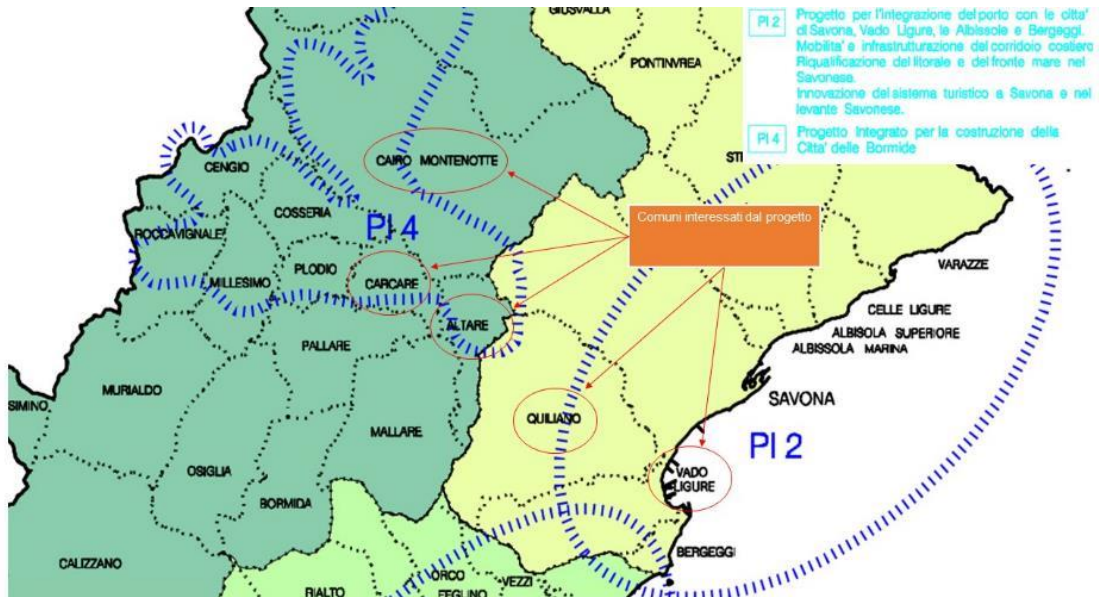 GIUSVALLA
PI 2
Progetto per l'integrazione del porto con le citta'
di Savona, Vado Ligure, le Albissole e Bergeggi.
Mobilita' e infrastrutturazione del corridoio costiero
Riqualificazione del litorale e del fronte mare nel
Savonese.
Innovazione del sistema turistico a Savona e nel
levante Savonese.
PI 4
Progetto Integrato per la costruzione della
Citta' delle Bormide
PONTINVREA
CAIRO MONTENOTTE
STE
CENGIO
COSSERIA
Comuni interessati dal progetto
ROCCAVIGNALE
PI 4
PLODIO
MILLESIMO
CARCARE
VARAZZE
CELLE LIGURE
ALTARE
ALBISOLA SUPERIORE
PALLARE
ALBISSOLA MARINA
MURIALDO
SIMINO
SAVONA
QUILIANO
MALLARE
PI 2
OSIGLIA
VADO
LIGURE
BORMIDA
BERGEGGI
CALIZZANO
ORCO
FEGLINO
VEZZI
RIALTO